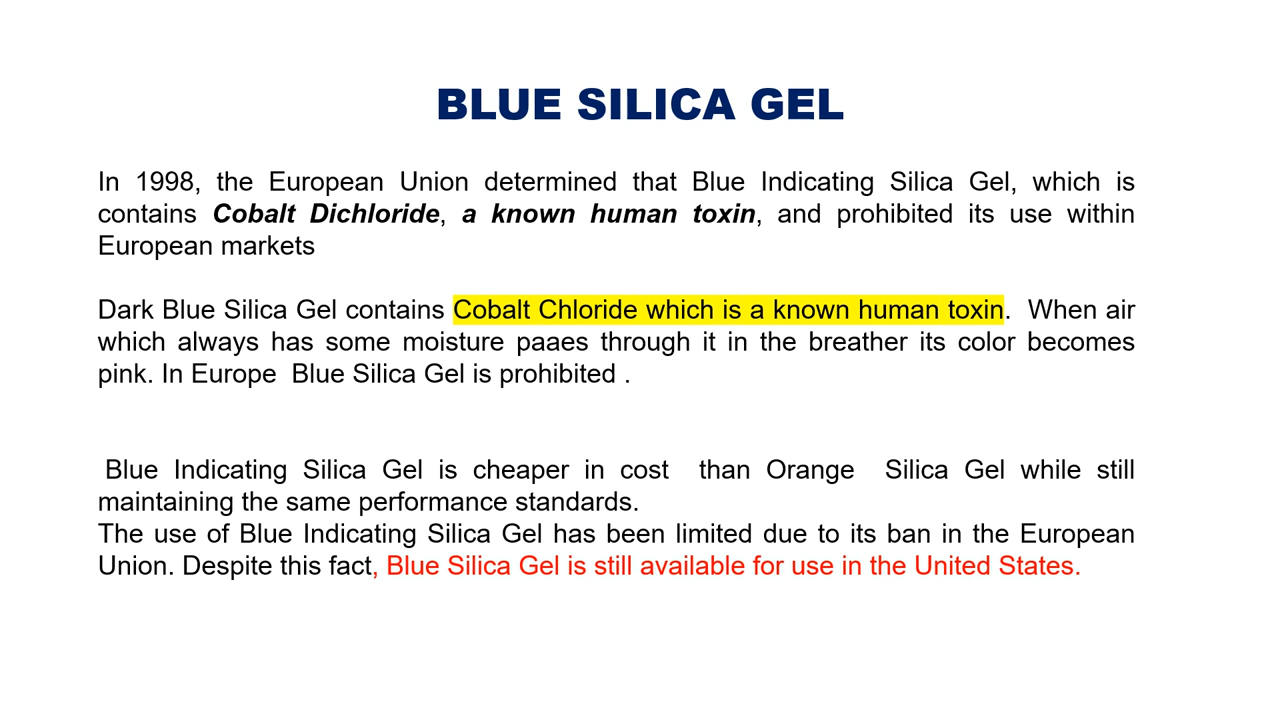 BLUE SILICA GEL
In 1998, the European Union determined that Blue Indicating Silica Gel, which is
contains Cobalt Dichloride, a known human toxin, and prohibited its use within
European markets
Dark Blue Silica Gel contains Cobalt Chloride which is a known human toxin. When air
which always has some moisture paaes through it in the breather its color becomes
pink. In Europe Blue Silica Gel is prohibited .
Blue Indicating Silica Gel is cheaper in cost than Orange Silica Gel while still
maintaining the same performance standards.
The use of Blue Indicating Silica Gel has been limited due to its ban in the European
Union. Despite this fact, Blue Silica Gel is still available for use in the United States.